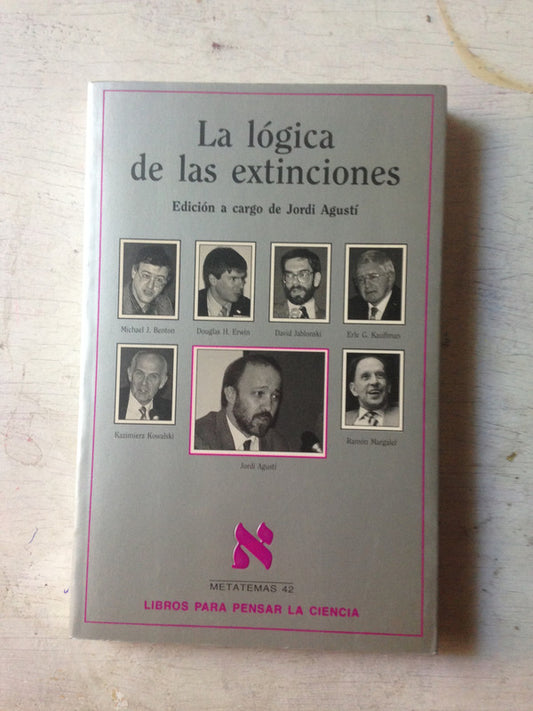 La lógica
de las extinciones
Edición a cargo de Jordi Agustí
Michael J. Benton
Douglas H. Erwin
David Jablonski
Erle G. Kauffman
Kazimierz Kowalski
Jordi Agustí
Ramón Margalef
א
METATEMAS 42
LIBROS PARA PENSAR LA CIENCIA